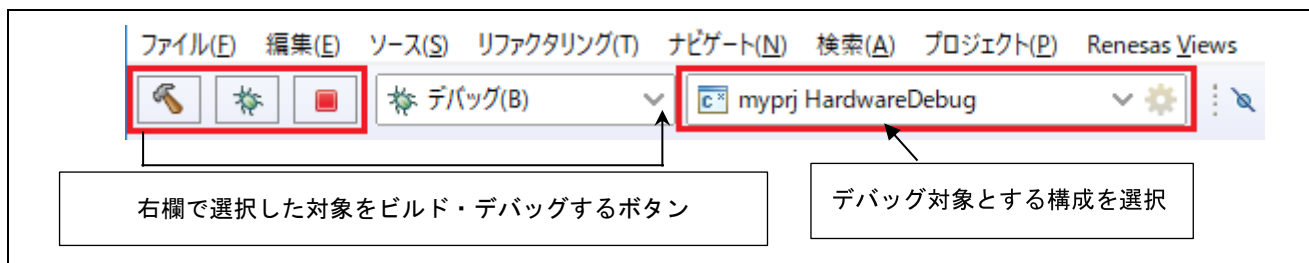 ファイル(F) 編集(E) ソース(S) リファクタリング(T) ナビゲート(N) 検索(A) プロジェクト(P) Renesas Views
デバッグ(B) myprj HardwareDebug
右欄で選択した対象をビルド・デバッグするボタン
デバッグ対象とする構成を選択